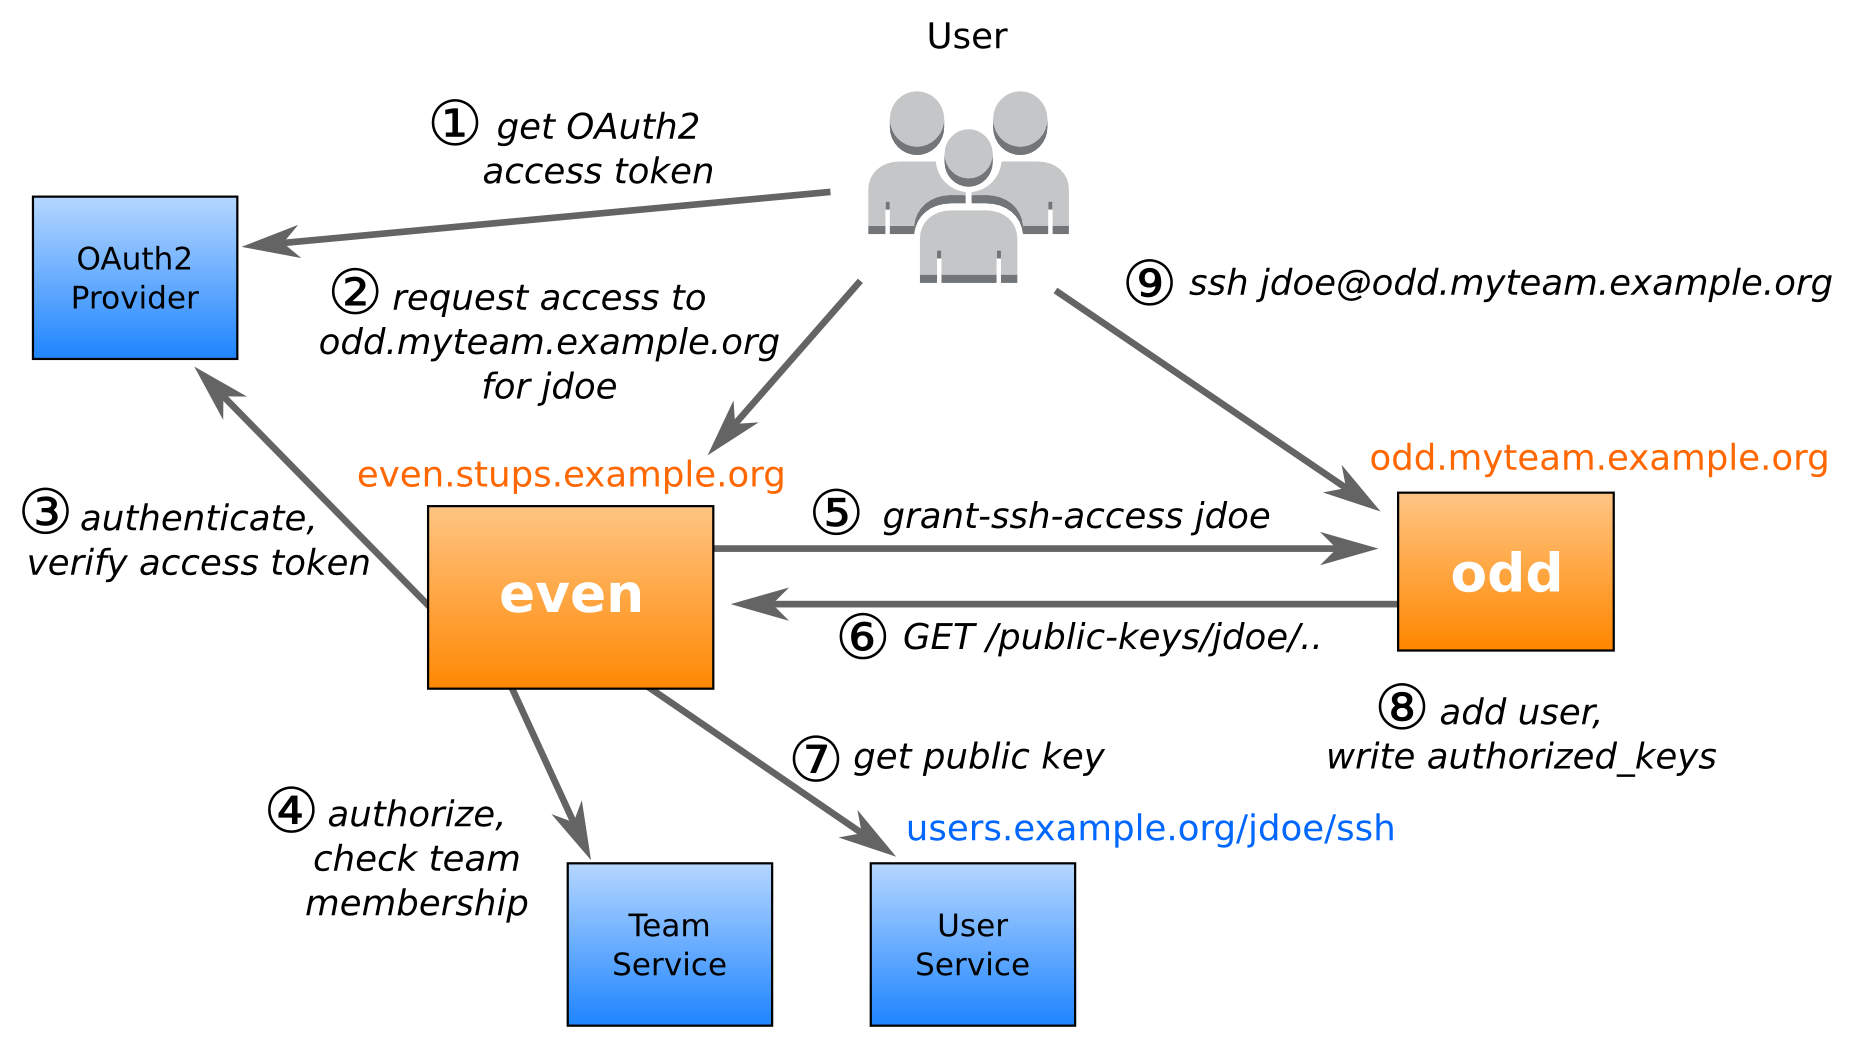 User
① get OAuth2
access token
OAuth2
Provider
② request access to
odd.myteam.example.org
for jdoe
⑨ ssh jdoe@odd.myteam.example.org
③ authenticate,
verify access token
even.stups.example.org
even
⑤ grant-ssh-access jdoe
⑥ GET /public-keys/jdoe/..
odd.myteam.example.org
odd
⑧ add user,
write authorized_keys
④ authorize,
check team
membership
⑦ get public key
users.example.org/jdoe/ssh
Team
Service
User
Service